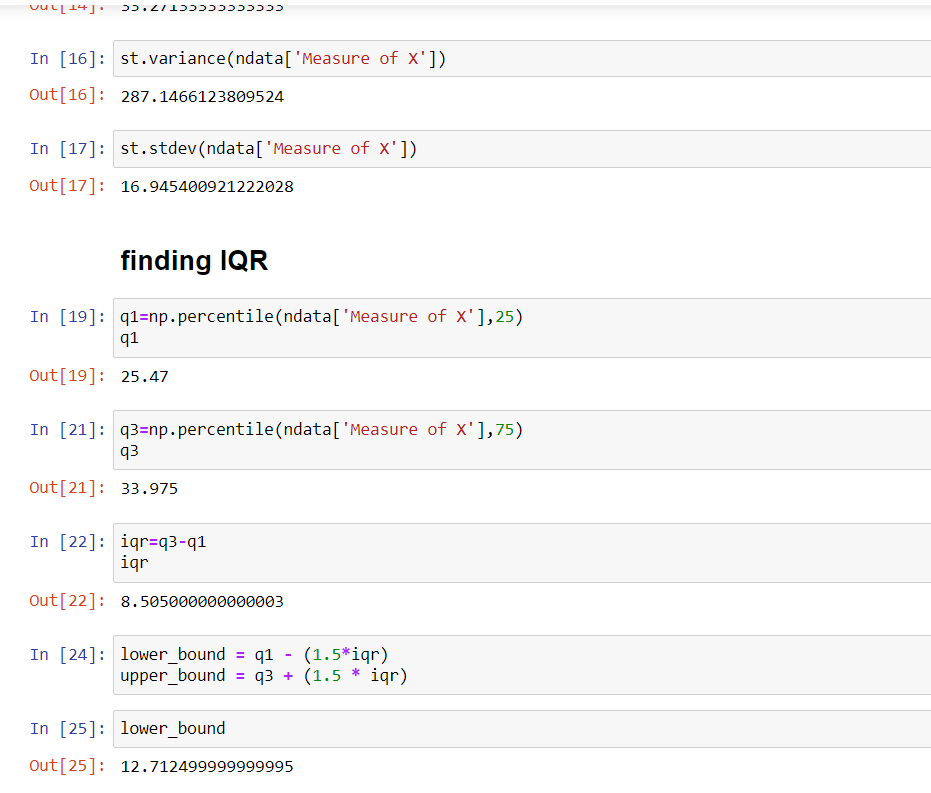 Out[14]: 33.27133333333333
In [16]: st.variance(ndata['Measure of X'])
Out[16]: 287.1466123809524
In [17]: st.stdev(ndata['Measure of X'])
Out[17]: 16.945400921222028
finding IQR
In [19]: q1=np.percentile(ndata['Measure of X'],25)
q1
Out[19]: 25.47
In [21]: q3=np.percentile(ndata['Measure of X'],75)
q3
Out[21]: 33.975
In [22]: iqr=q3-q1
iqr
Out[22]: 8.505000000000003
In [24]: lower_bound = q1 - (1.5*iqr)
upper_bound = q3 + (1.5 * iqr)
In [25]: lower_bound
Out[25]: 12.712499999999995